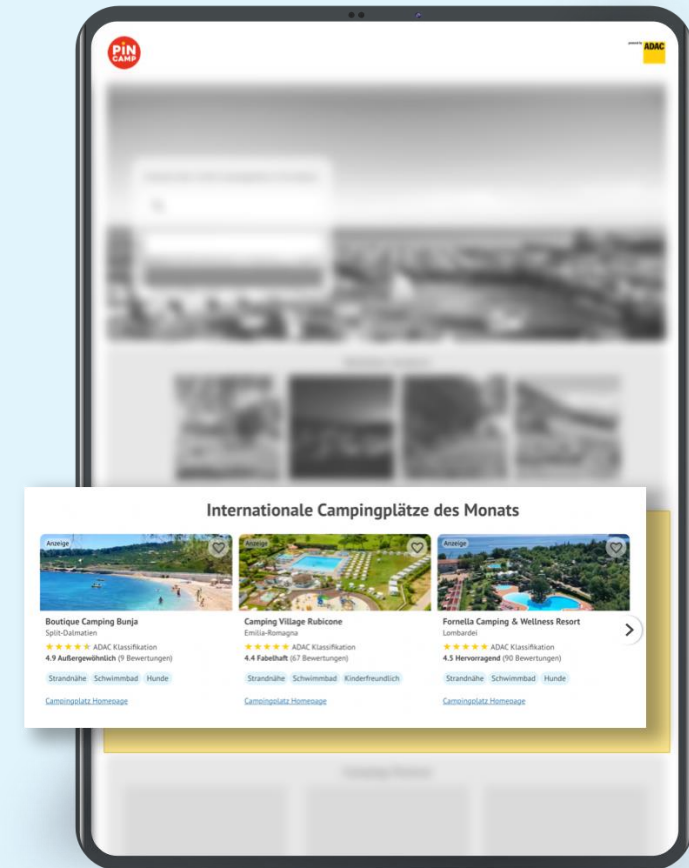 PiN
CAMP
powered by ADAC
Internationale Campingplätze des Monats
Anzeige
Boutique Camping Bunja
Split-Dalmatien
ADAC Klassifikation
4.9 Außergewöhnlich (9 Bewertungen)
Strandnähe Schwimmbad Hunde
Campingplatz Homepage
Anzeige
Camping Village Rubicone
Emilia-Romagna
ADAC Klassifikation
4.4 Fabelhaft (67 Bewertungen)
Strandnähe Schwimmbad Kinderfreundlich
Campingplatz Homepage
Anzeige
Fornella Camping & Wellness Resort
Lombardei
ADAC Klassifikation
4.5 Hervorragend (90 Bewertungen)
Strandnähe Schwimmbad Hunde
Campingplatz Homepage